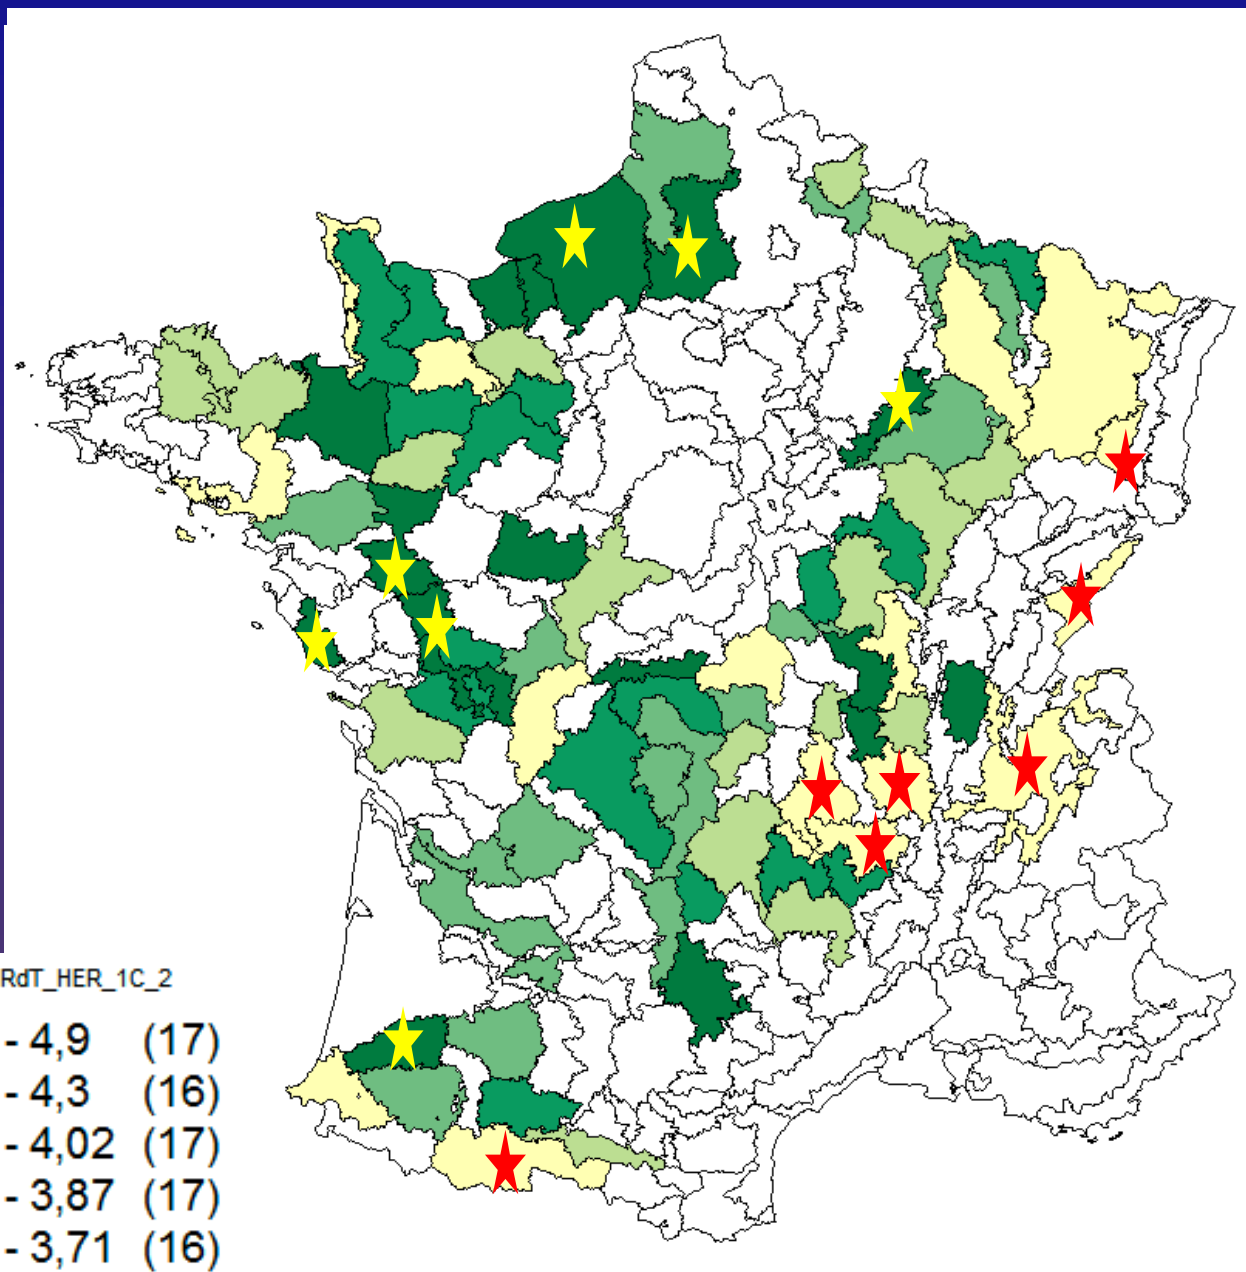 RdT_HER_1C_2
- 4,9 (17)
- 4,3 (16)
- 4,02 (17)
- 3,87 (17)
- 3,71 (16)